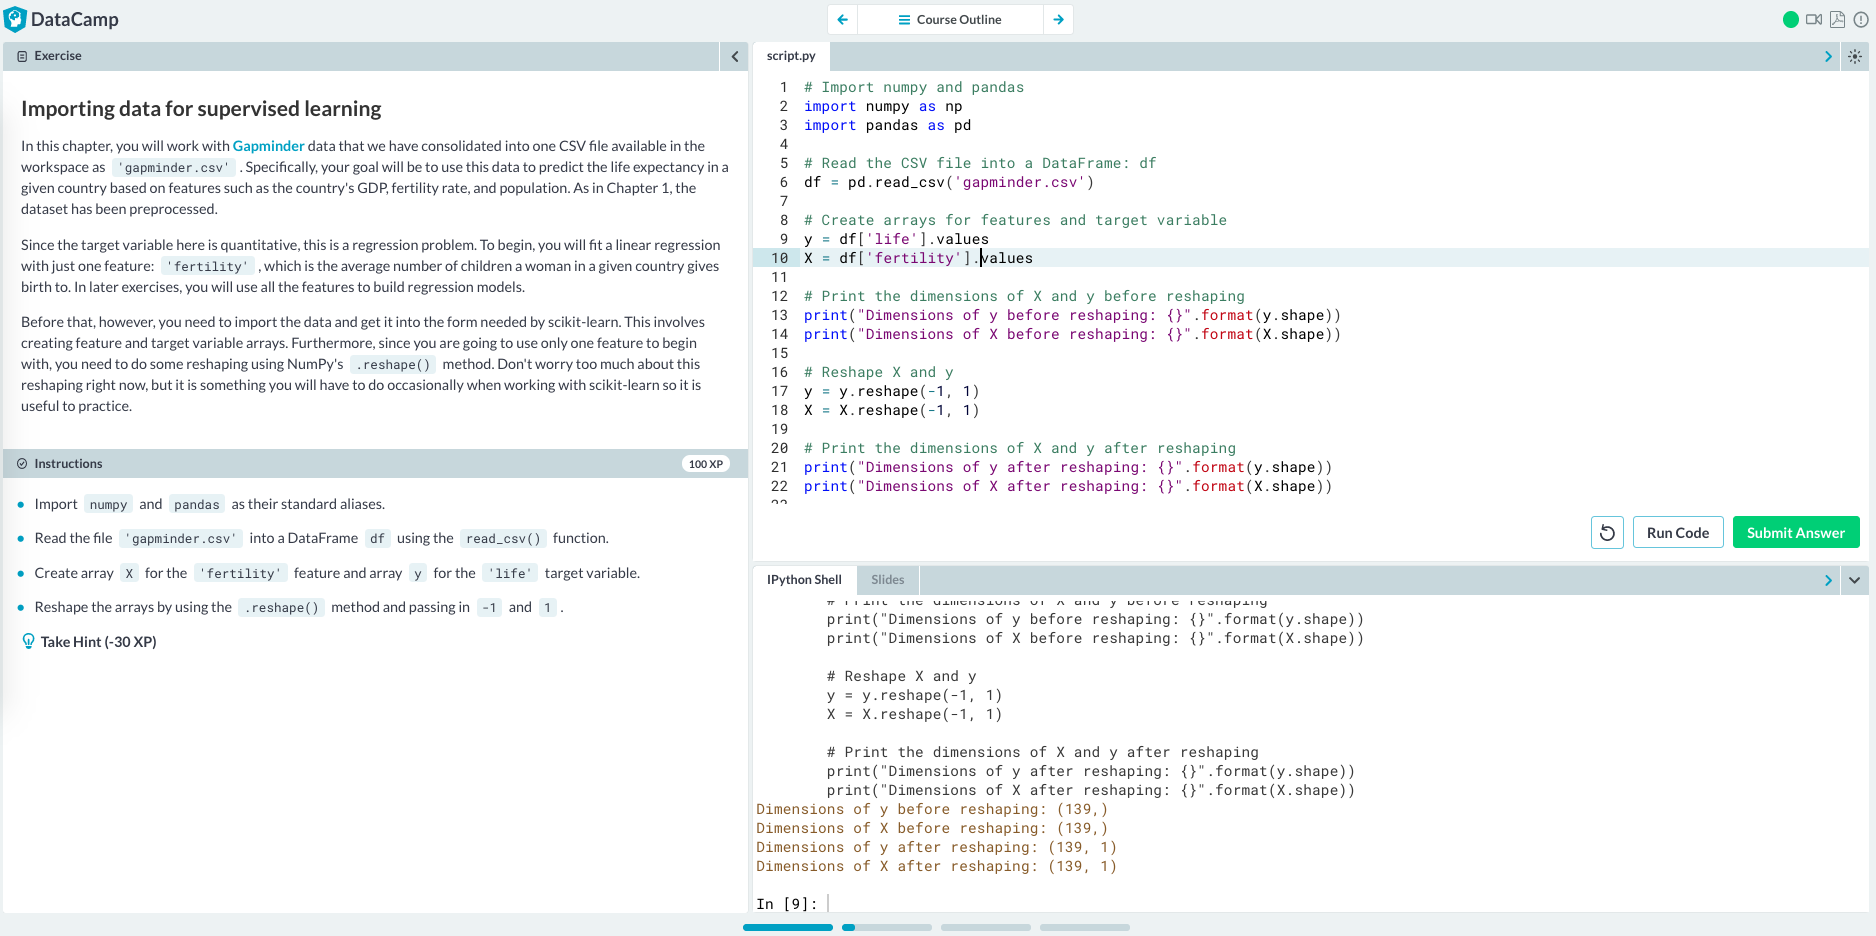 DataCamp
Course Outline
Exercise
Importing data for supervised learning
In this chapter, you will work with Gapminder data that we have consolidated into one CSV file available in the
workspace as 'gapminder.csv' . Specifically, your goal will be to use this data to predict the life expectancy in a
given country based on features such as the country's GDP, fertility rate, and population. As in Chapter 1, the
dataset has been preprocessed.
Since the target variable here is quantitative, this is a regression problem. To begin, you will fit a linear regression
with just one feature: 'fertility' , which is the average number of children a woman in a given country gives
birth to. In later exercises, you will use all the features to build regression models.
Before that, however, you need to import the data and get it into the form needed by scikit-learn. This involves
creating feature and target variable arrays. Furthermore, since you are going to use only one feature to begin
with, you need to do some reshaping using NumPy's .reshape() method. Don't worry too much about this
reshaping right now, but it is something you will have to do occasionally when working with scikit-learn so it is
useful to practice.
Instructions
100 XP
Import numpy and pandas as their standard aliases.
Read the file 'gapminder.csv' into a DataFrame df using the read_csv() function.
Create array X for the 'fertility' feature and array y for the 'life' target variable.
Reshape the arrays by using the .reshape() method and passing in -1 and 1 .
Take Hint (-30 XP)
script.py
1 # Import numpy and pandas
2 import numpy as np
3 import pandas as pd
4
5 # Read the CSV file into a DataFrame: df
6 df = pd.read_csv('gapminder.csv')
7
8 # Create arrays for features and target variable
9 y = df['life'].values
10 X = df['fertility'].values
11
12 # Print the dimensions of X and y before reshaping
13 print("Dimensions of y before reshaping: {}".format(y.shape))
14 print("Dimensions of X before reshaping: {}".format(X.shape))
15
16 # Reshape X and y
17 y = y.reshape(-1, 1)
18 X = X.reshape(-1, 1)
19
20 # Print the dimensions of X and y after reshaping
21 print("Dimensions of y after reshaping: {}".format(y.shape))
22 print("Dimensions of X after reshaping: {}".format(X.shape))
23
Run Code
Submit Answer
IPython Shell
Slides
# Print the dimensions of X and y before reshaping
print("Dimensions of y before reshaping: {}".format(y.shape))
print("Dimensions of X before reshaping: {}".format(X.shape))
# Reshape X and y
y = y.reshape(-1, 1)
X = X.reshape(-1, 1)
# Print the dimensions of X and y after reshaping
print("Dimensions of y after reshaping: {}".format(y.shape))
print("Dimensions of X after reshaping: {}".format(X.shape))
Dimensions of y before reshaping: (139,)
Dimensions of X before reshaping: (139,)
Dimensions of y after reshaping: (139, 1)
Dimensions of X after reshaping: (139, 1)
In [9]: